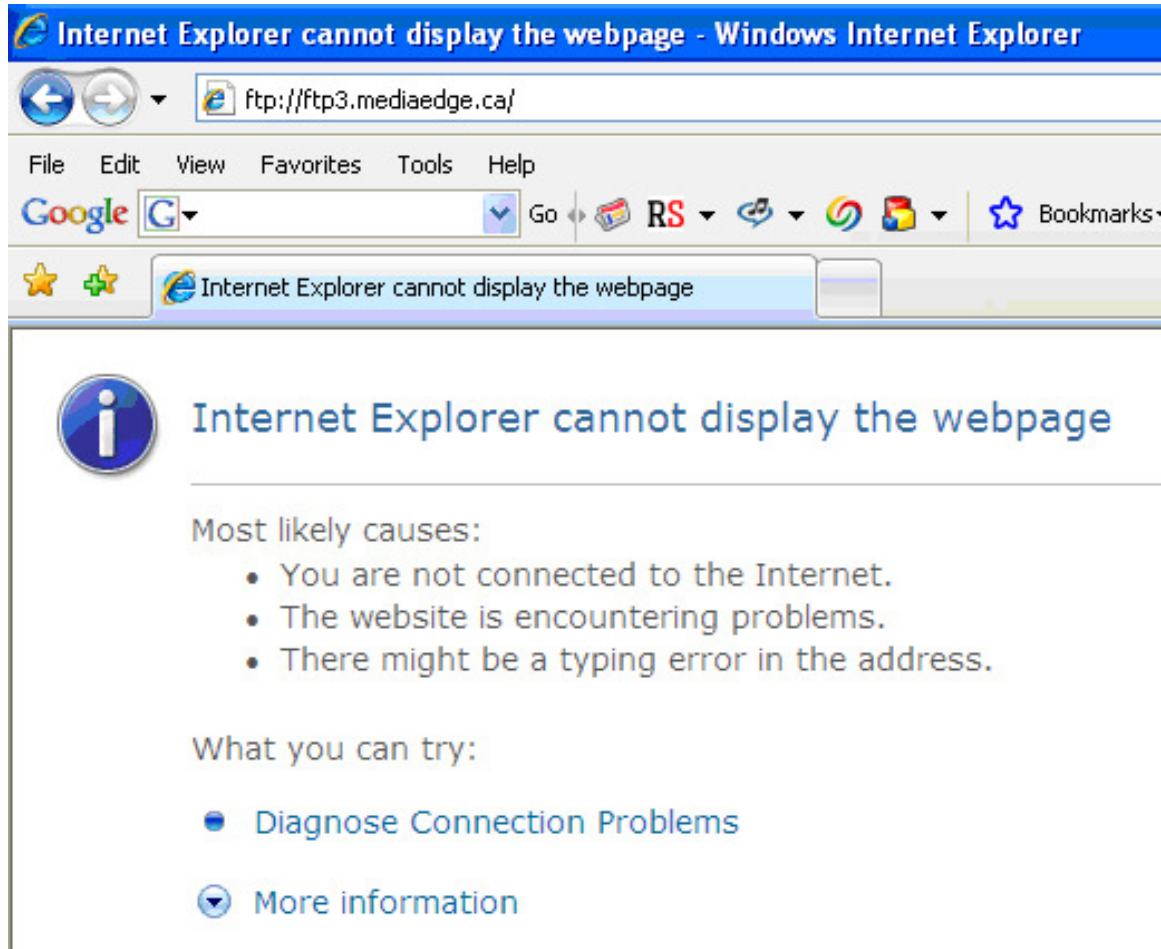 Internet Explorer cannot display the webpage - Windows Internet Explorer
ftp://ftp3.mediaedge.ca/
File Edit View Favorites Tools Help
Google G Go RS Bookmarks
Internet Explorer cannot display the webpage
Internet Explorer cannot display the webpage
Most likely causes:
• You are not connected to the Internet.
• The website is encountering problems.
• There might be a typing error in the address.
What you can try:
Diagnose Connection Problems
More information